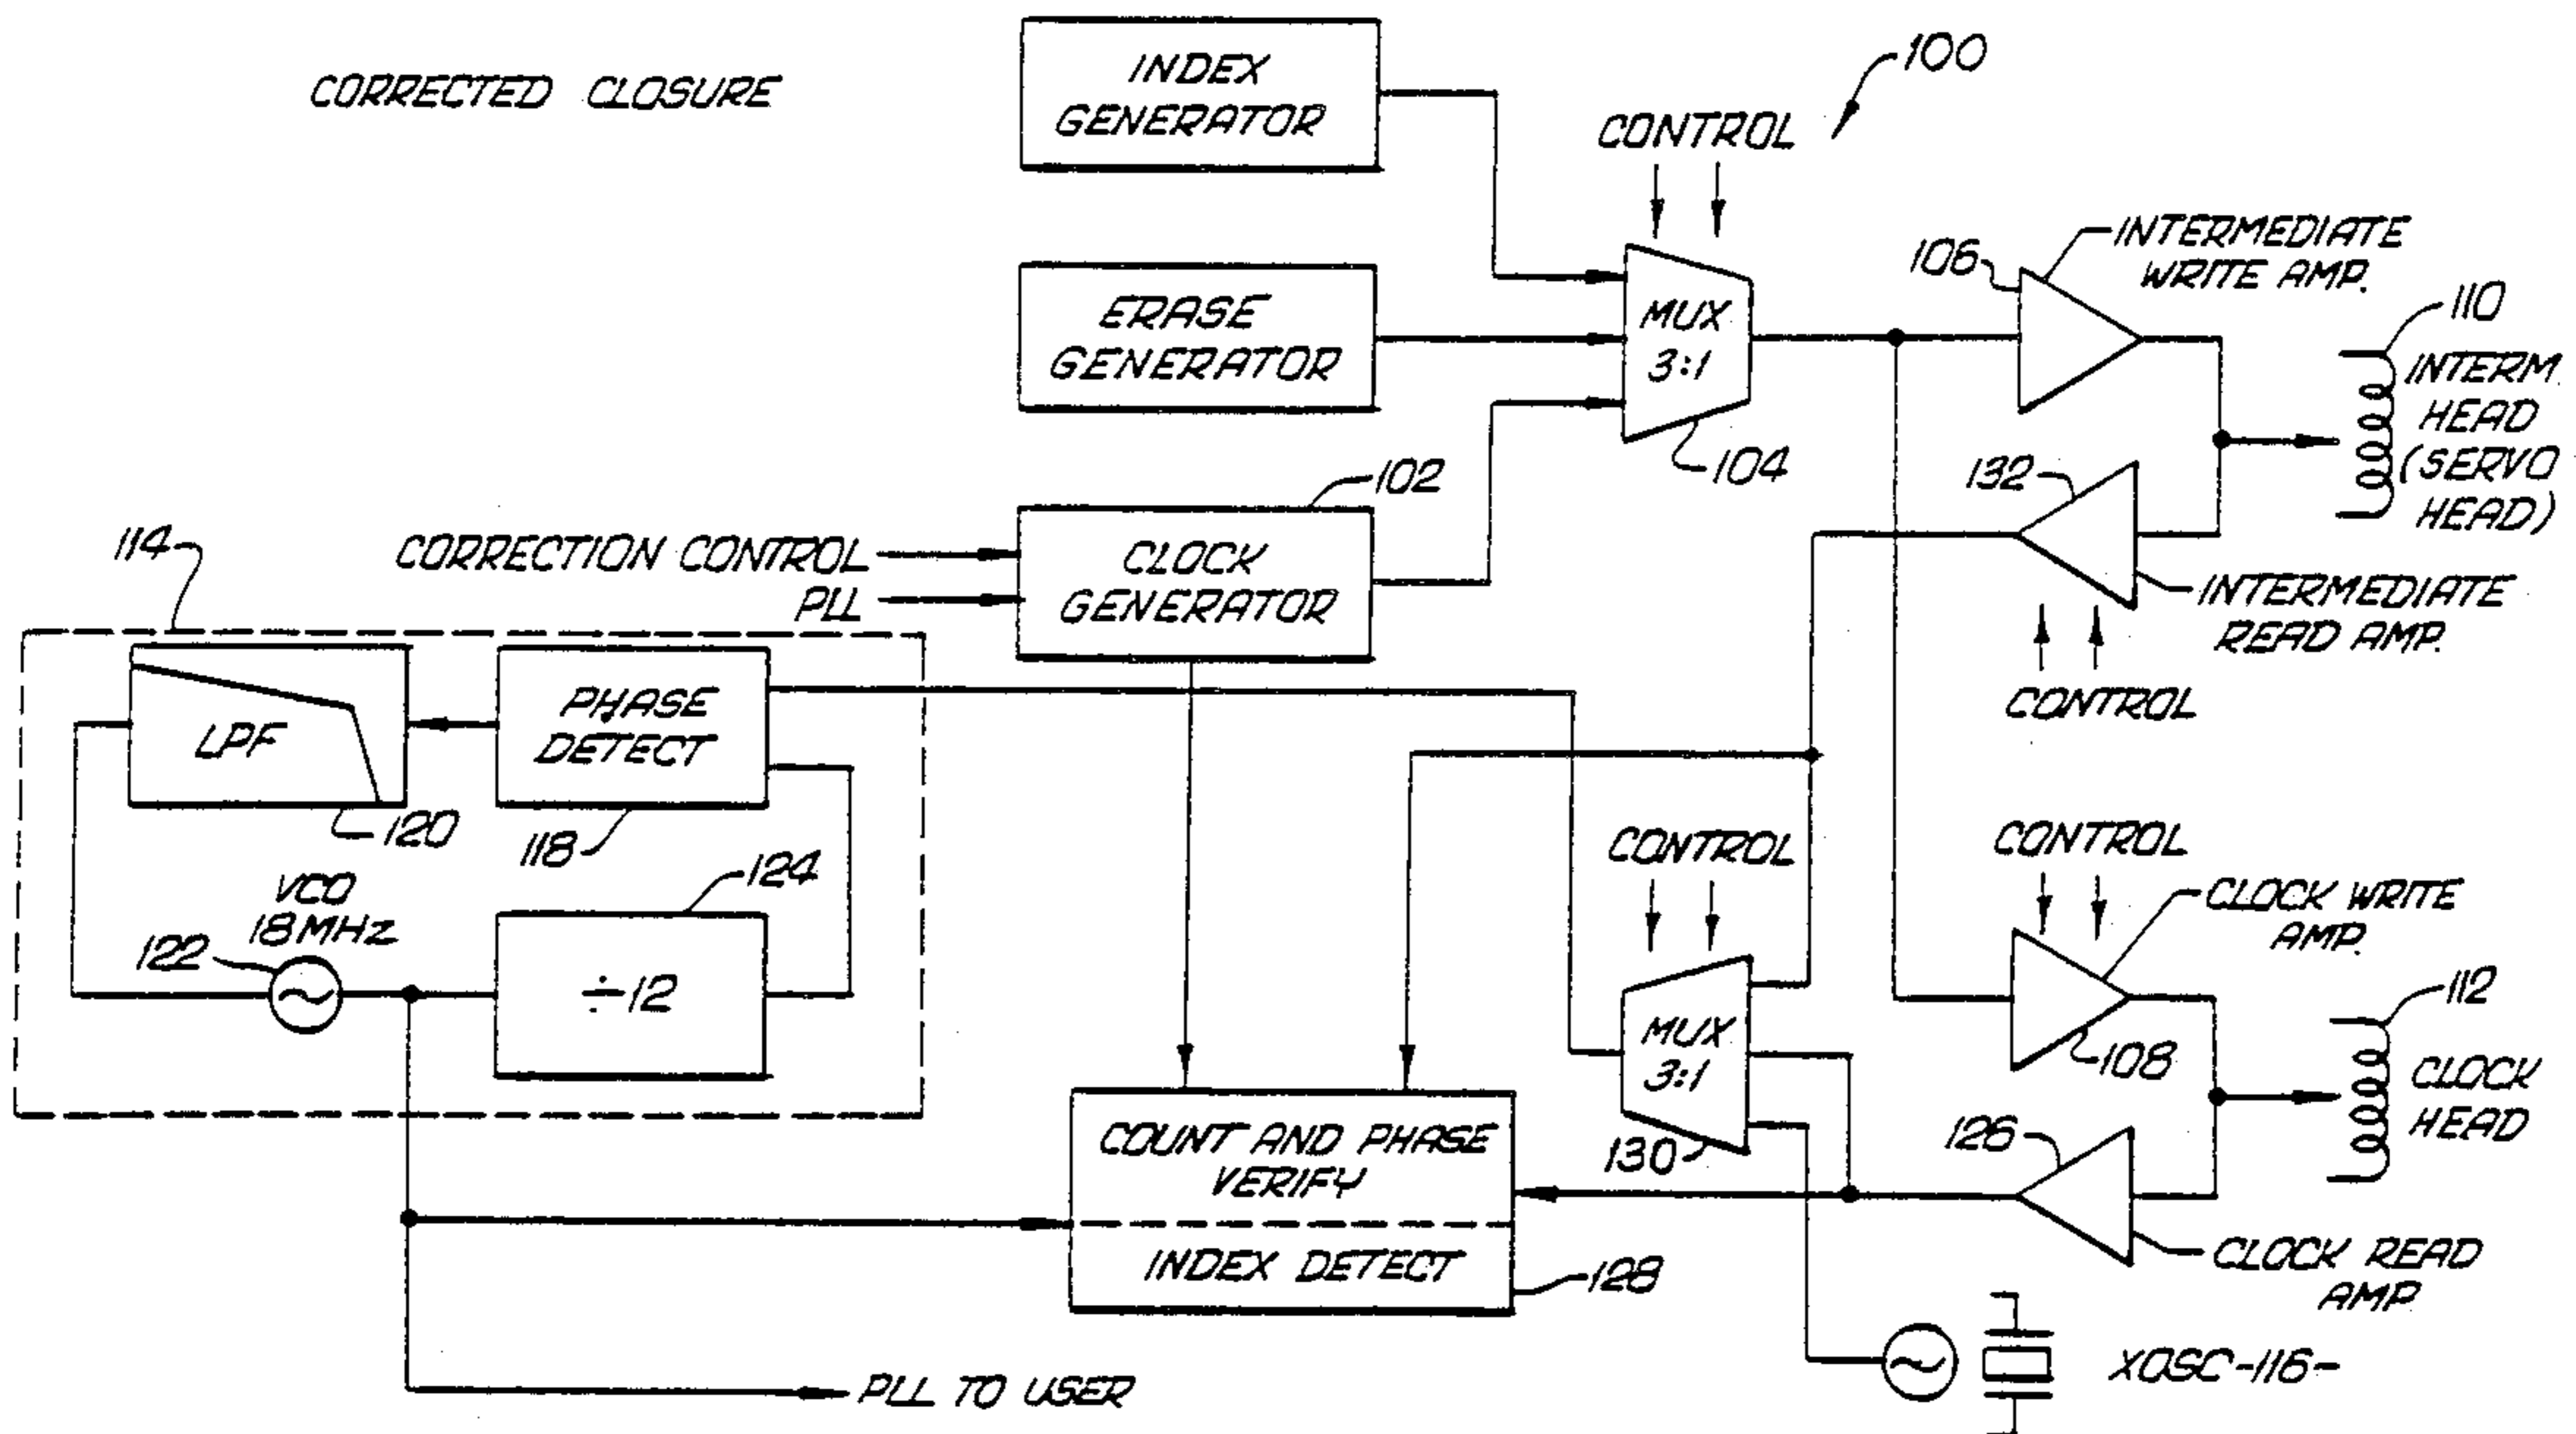 CORRECTED CLOSURE
INDEX
GENERATOR
100
CONTROL
ERASE
GENERATOR
MUX
3:1
104
106
INTERMEDIATE
WRITE AMP.
110
INTERM.
HEAD
(SERVO
HEAD)
132
INTERMEDIATE
READ AMP.
CONTROL
102
CORRECTION CONTROL
PLL
CLOCK
GENERATOR
114
LPF
120
PHASE
DETECT
118
VCO
18MHz
122
124
÷12
CONTROL
MUX
3:1
130
CONTROL
CLOCK WRITE
AMP.
108
112
CLOCK
HEAD
126
CLOCK READ
AMP
COUNT AND PHASE
VERIFY
INDEX DETECT
128
PLL TO USER
XOSC-116-